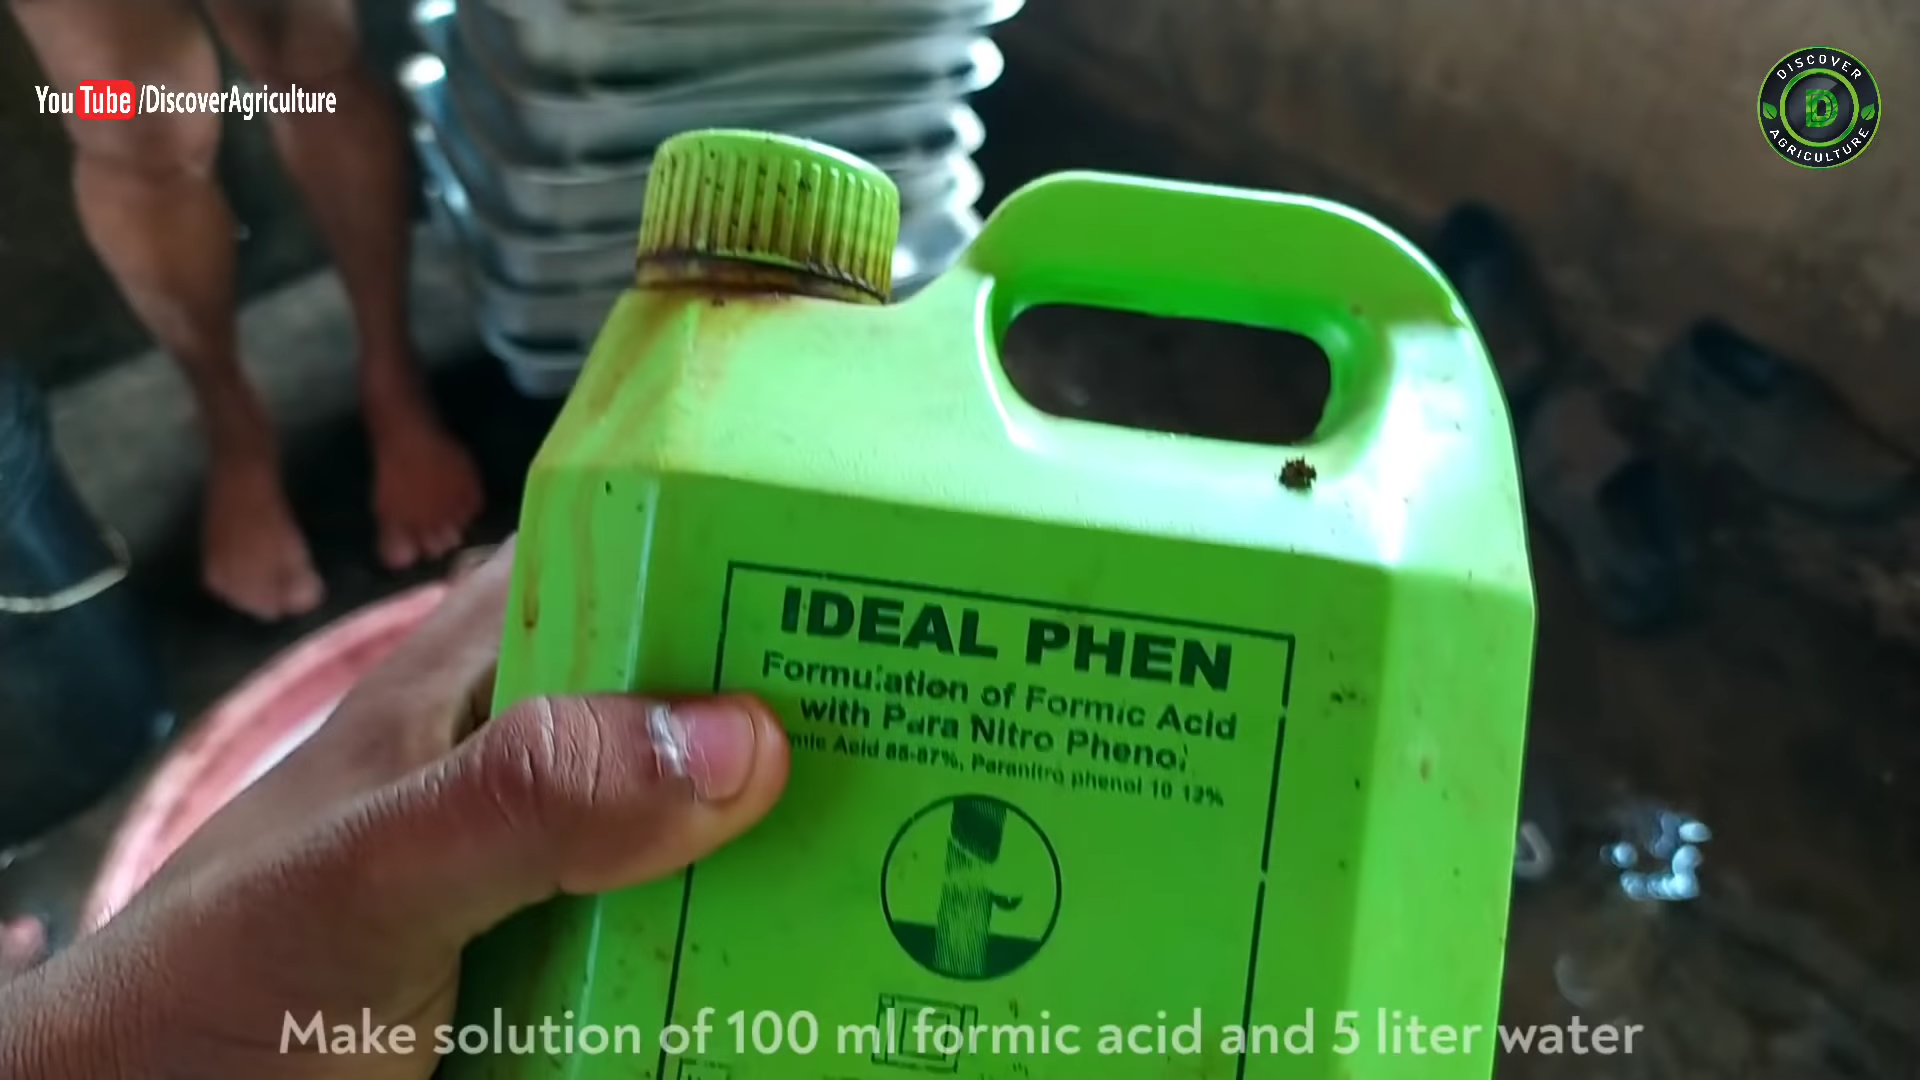 YouTube/DiscoverAgriculture
DISCOVER
D
AGRICULTURE
IDEAL PHEN
Formulation of Formic Acid
with Para Nitro Phenol
mic Acid 85-87%, Paranitro phenol 10 12%
Make solution of 100 ml formic acid and 5 liter water